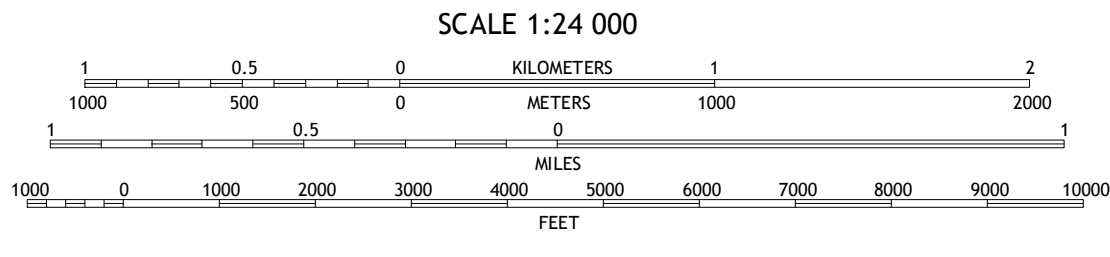 SCALE 1:24 000
1 0.5 0 KILOMETERS 1 2
1000 500 0 METERS 1000 2000
1 0.5 0 1
MILES
1000 0 1000 2000 3000 4000 5000 6000 7000 8000 9000 10000
FEET